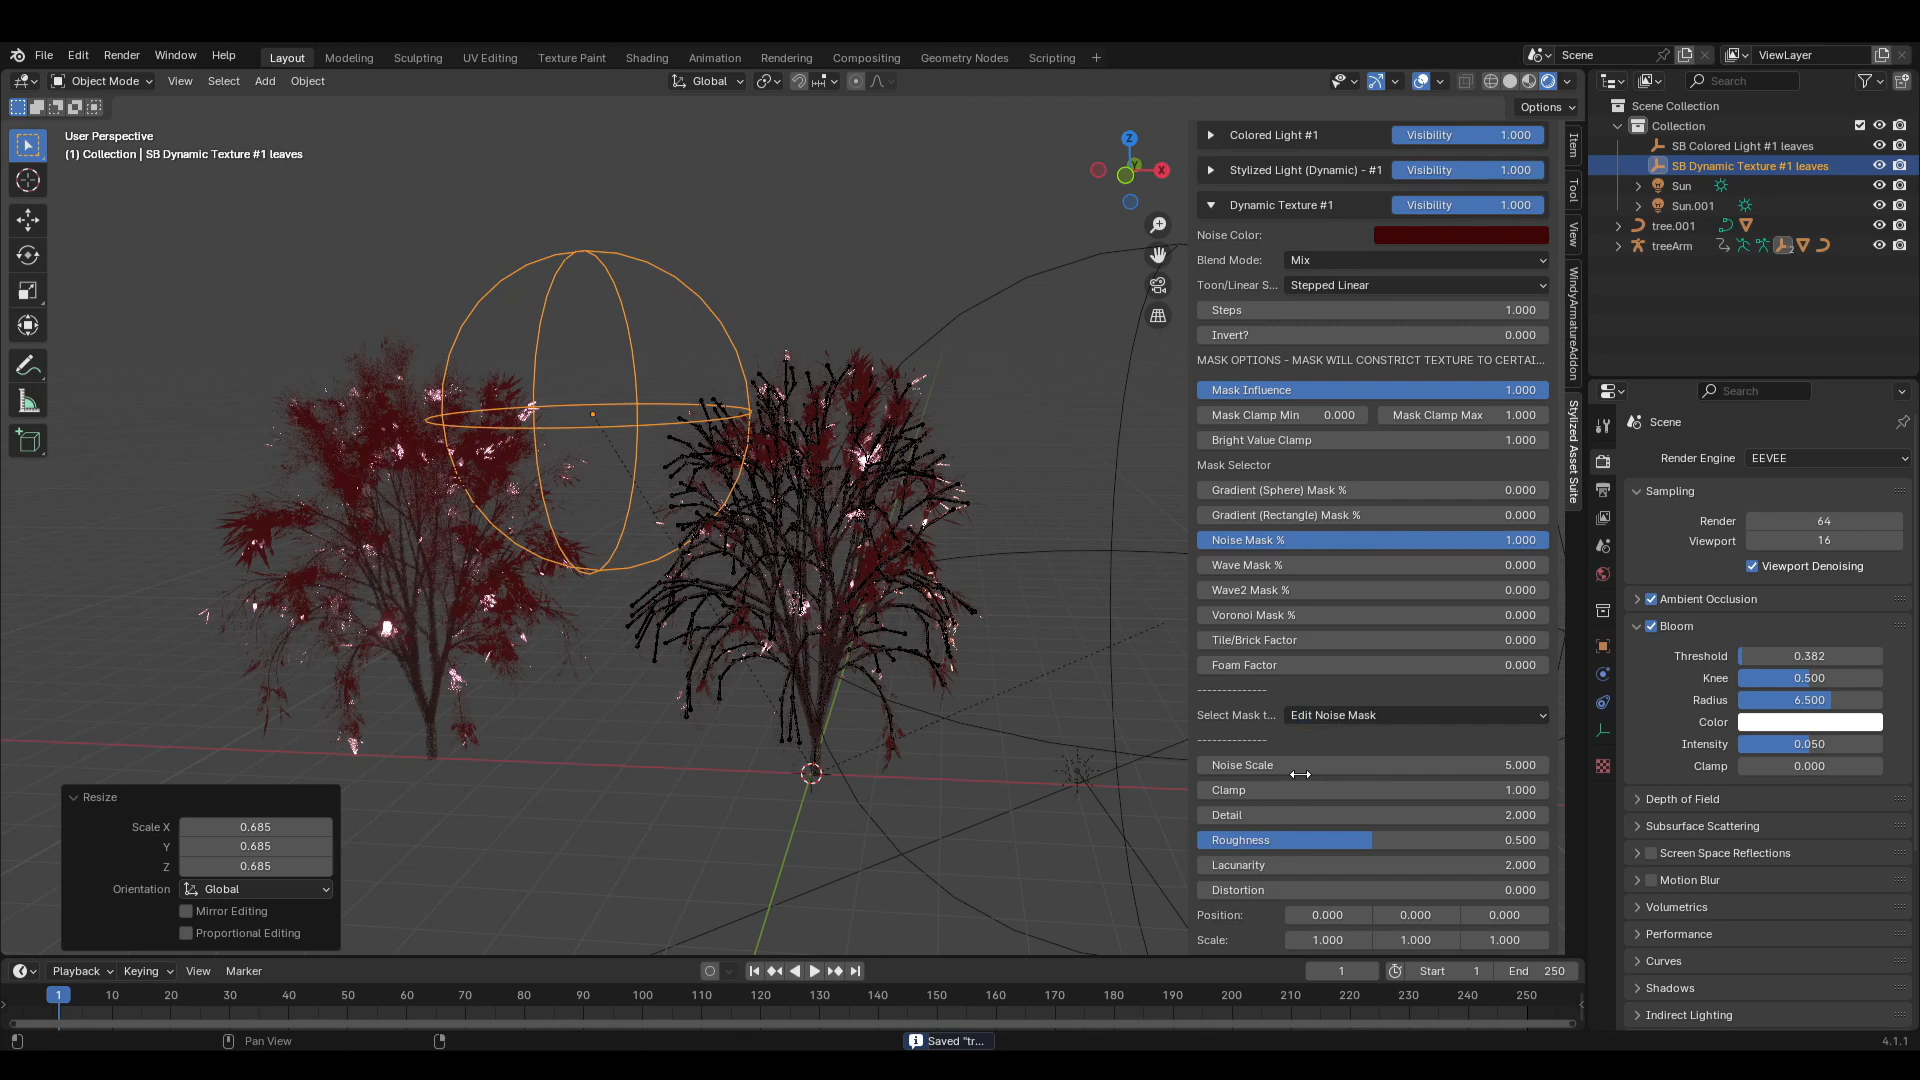 File Edit Render Window Help Layout Modeling Sculpting UV Editing Texture Paint Shading Animation Rendering Compositing Geometry Nodes Scripting + Scene ViewLayer
Object Mode View Select Add Object Global Search
Options
User Perspective
(1) Collection | SB Dynamic Texture #1 leaves
Z
Y
X
Colored Light #1 Visibility 1.000
Stylized Light (Dynamic) - #1 Visibility 1.000
Dynamic Texture #1 Visibility 1.000
Noise Color:
Blend Mode: Mix
Toon/Linear S... Stepped Linear
Steps 1.000
Invert? 0.000
MASK OPTIONS - MASK WILL CONSTRICT TEXTURE TO CERTAI...
Mask Influence 1.000
Mask Clamp Min 0.000 Mask Clamp Max 1.000
Bright Value Clamp 1.000
Mask Selector
Gradient (Sphere) Mask % 0.000
Gradient (Rectangle) Mask % 0.000
Noise Mask % 1.000
Wave Mask % 0.000
Wave2 Mask % 0.000
Voronoi Mask % 0.000
Tile/Brick Factor 0.000
Foam Factor 0.000
--------------
Select Mask t... Edit Noise Mask
--------------
Noise Scale 5.000
Clamp 1.000
Detail 2.000
Roughness 0.500
Lacunarity 2.000
Distortion 0.000
Position: 0.000 0.000 0.000
Scale: 1.000 1.000 1.000
Item
Tool
View
WindyArmatureAddon
Stylized Asset Suite
Scene Collection
Collection
SB Colored Light #1 leaves
SB Dynamic Texture #1 leaves
Sun
Sun.001
tree.001
treeArm 2
Search
Scene
Render Engine EEVEE
Sampling
Render 64
Viewport 16
Viewport Denoising
Ambient Occlusion
Bloom
Threshold 0.382
Knee 0.500
Radius 6.500
Color
Intensity 0.050
Clamp 0.000
Depth of Field
Subsurface Scattering
Screen Space Reflections
Motion Blur
Volumetrics
Performance
Curves
Shadows
Indirect Lighting
Resize
Scale X 0.685
Y 0.685
Z 0.685
Orientation Global
Mirror Editing
Proportional Editing
Playback Keying View Marker 1 Start 1 End 250
1 10 20 30 40 50 60 70 80 90 100 110 120 130 140 150 160 170 180 190 200 210 220 230 240 250
Pan View Saved "tr... 4.1.1